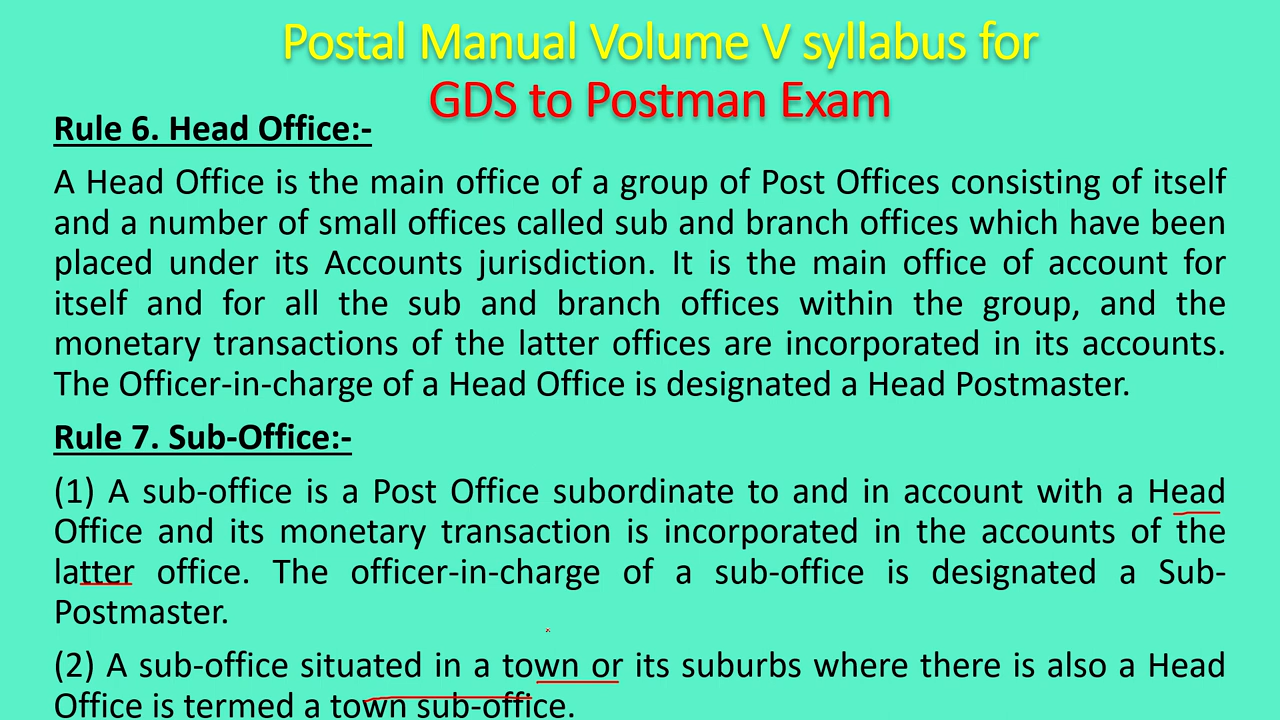 Postal Manual Volume V syllabus for
GDS to Postman Exam
Rule 6. Head Office:-
A Head Office is the main office of a group of Post Offices consisting of itself
and a number of small offices called sub and branch offices which have been
placed under its Accounts jurisdiction. It is the main office of account for
itself and for all the sub and branch offices within the group, and the
monetary transactions of the latter offices are incorporated in its accounts.
The Officer-in-charge of a Head Office is designated a Head Postmaster.
Rule 7. Sub-Office:-
(1) A sub-office is a Post Office subordinate to and in account with a Head
Office and its monetary transaction is incorporated in the accounts of the
latter office. The officer-in-charge of a sub-office is designated a Sub-
Postmaster.
(2) A sub-office situated in a town or its suburbs where there is also a Head
Office is termed a town sub-office.